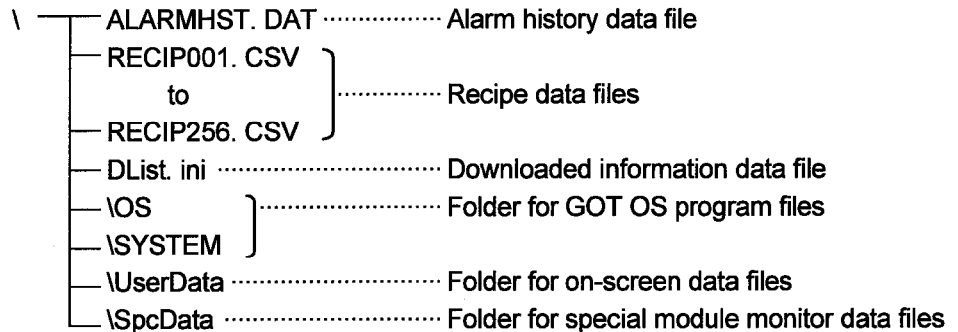 \ ALARMHST. DAT ·················· Alarm history data file
RECIP001. CSV
to ··············· Recipe data files
RECIP256. CSV
DList. ini ···························· Downloaded information data file
\OS ······················· Folder for GOT OS program files
\SYSTEM
\UserData ·························· Folder for on-screen data files
\SpcData ··························· Folder for special module monitor data files